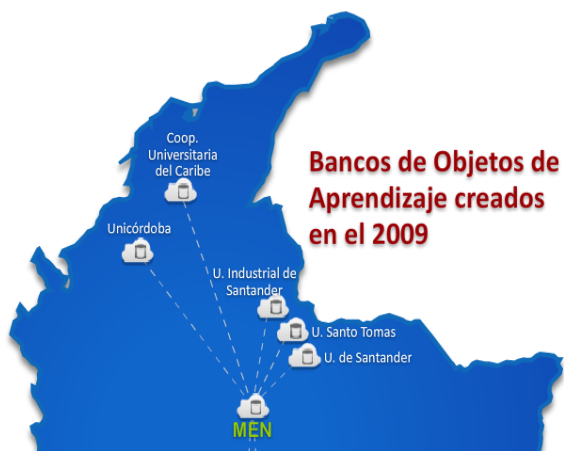 Bancos de Objetos de
Aprendizaje creados
en el 2009
Coop.
Universitaria
del Caribe
Unicórdoba
U. Industrial de
Santander
U. Santo Tomas
U. de Santander
MEN